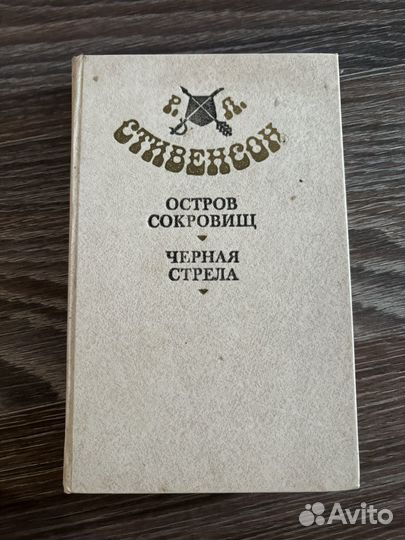 Р. Л.
СТИВЕНСОН
ОСТРОВ
СОКРОВИЩ
ЧЕРНАЯ
СТРЕЛА
Avito